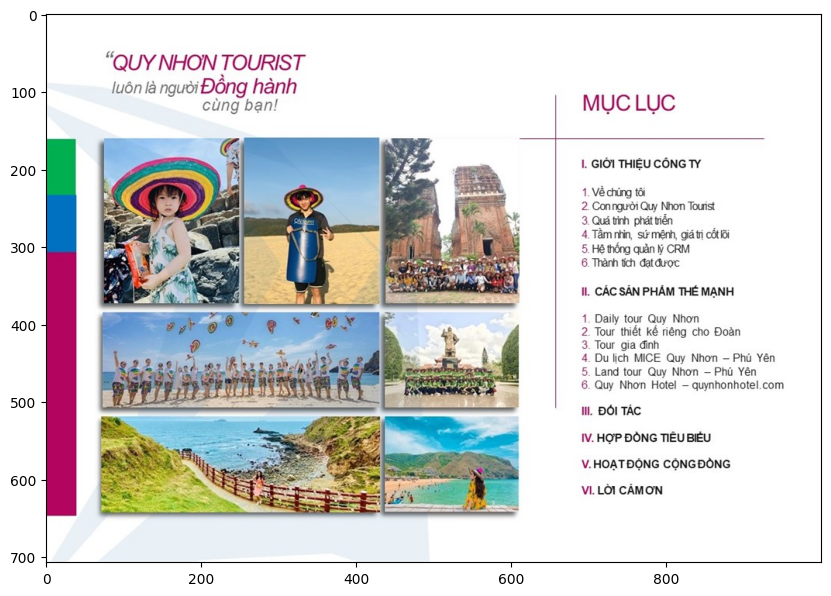 “QUY NHƠN TOURIST
luôn là người Đồng hành
cùng bạn!
MỤC LỤC
I. GIỚI THIỆU CÔNG TY
1. Về chúng tôi
2. Con người Quy Nhơn Tourist
3. Quá trình phát triển
4. Tầm nhìn, sứ mệnh, giá trị cốt lõi
5. Hệ thống quản lý CRM
6. Thành tích đạt được
II. CÁC SẢN PHẨM THẾ MẠNH
1. Daily tour Quy Nhơn
2. Tour thiết kế riêng cho Đoàn
3. Tour gia đình
4. Du lịch MICE Quy Nhơn – Phú Yên
5. Land tour Quy Nhơn – Phú Yên
6. Quy Nhơn Hotel – quynhonhotel.com
III. ĐỐI TÁC
IV. HỢP ĐỒNG TIÊU BIỂU
V. HOẠT ĐỘNG CỘNG ĐỒNG
VI. LỜI CẢM ƠN
0
100
200
300
400
500
600
700
0
200
400
600
800